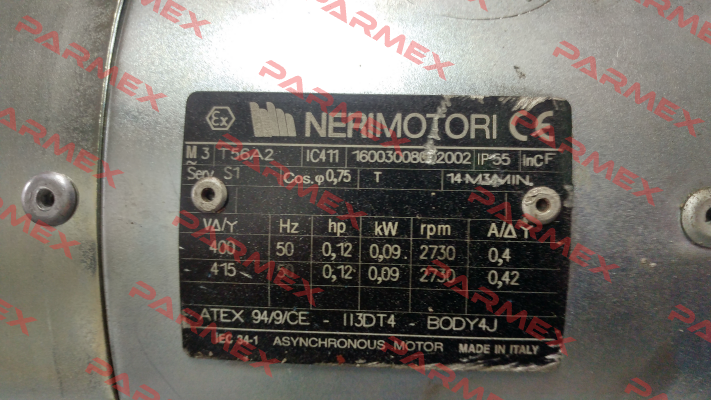 Ex NERIMOTORI CE
M 3 T56A2 IC411 IP55 InCF
~
Serv. S1 Cos.φ 0,75 T 14 M3/MIN.
VΔ/Y Hz hp kW rpm A/Δ Y
400 50 0,12 0,09 2730 0,4
415 50 0,12 0,09 2730 0,42
ATEX 94/9/CE - II3DT4 - BODY4J
IEC 34-1 ASYNCHRONOUS MOTOR MADE IN ITALY
PARMEX